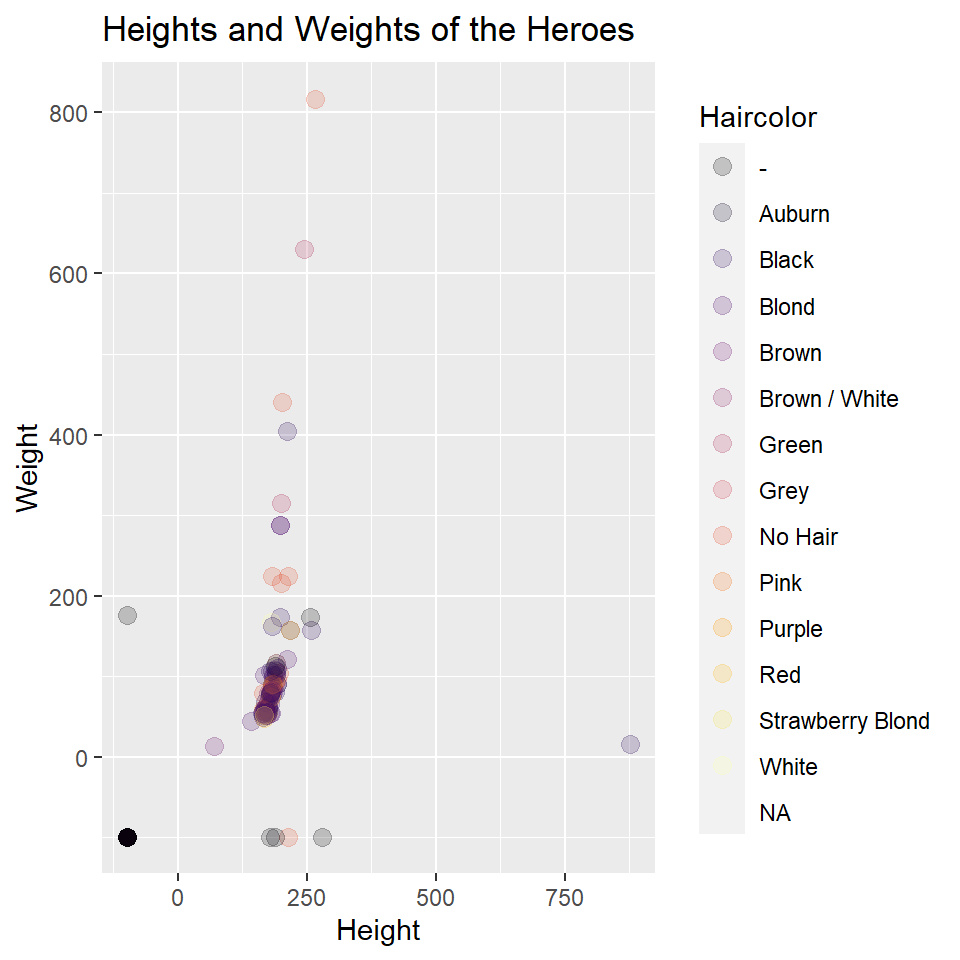 Heights and Weights of the Heroes
800
600
400
200
0
Weight
0 250 500 750
Height
Haircolor
-
Auburn
Black
Blond
Brown
Brown / White
Green
Grey
No Hair
Pink
Purple
Red
Strawberry Blond
White
NA